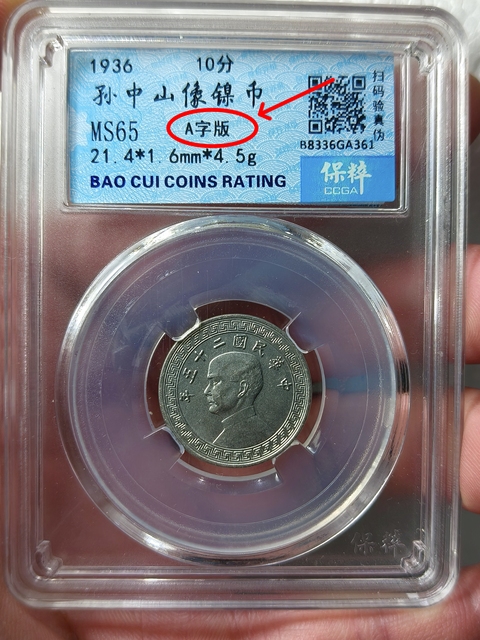 1936 10分
孙中山像镍币
MS65 A字版
21.4*1.6mm*4.5g
BAO CUI COINS RATING
扫码验真伪
B8336GA361
保粹
CCGA
年五十二國民華中
保粹